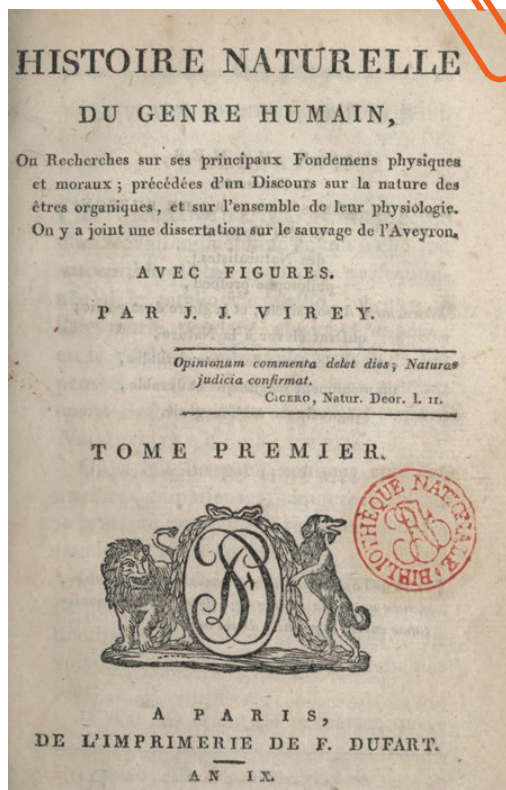 HISTOIRE NATURELLE
DU GENRE HUMAIN,
Ou Recherches sur ses principaux Fondemens physiques
et moraux ; précédées d'un Discours sur la nature des
êtres organiques, et sur l'ensemble de leur physiologie.
On y a joint une dissertation sur le sauvage de l'Aveyron.
AVEC FIGURES.
PAR J. J. VIREY.
Opinionum commenta delet dies ; Naturæ
judicia confirmat.
CICERO, Natur. Deor. l. II.
TOME PREMIER.
BIBLIOTHÈQUE NATIONALE
A PARIS,
DE L'IMPRIMERIE DE F. DUFART.
AN IX.